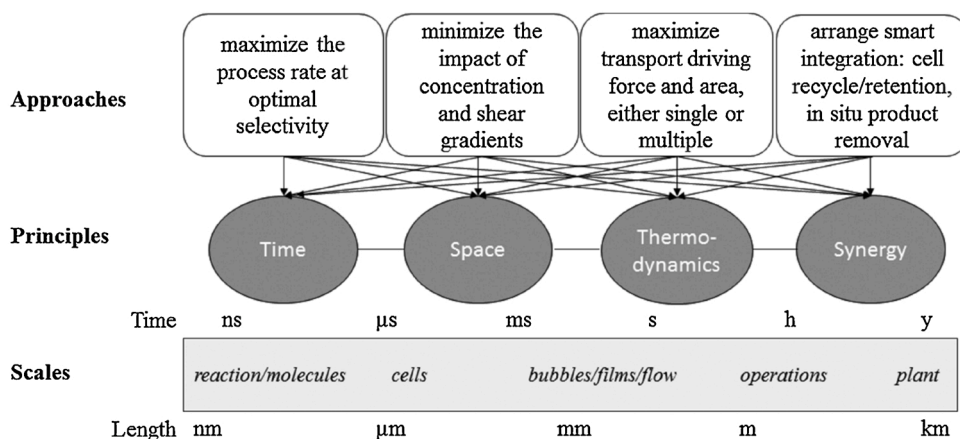 Approaches
maximize the
process rate at
optimal
selectivity
minimize the
impact of
concentration
and shear
gradients
maximize
transport driving
force and area,
either single or
multiple
arrange smart
integration: cell
recycle/retention,
in situ product
removal
Principles
Time
Space
Thermo-
dynamics
Synergy
Time ns μs ms s h y
Scales
reaction/molecules cells bubbles/films/flow operations plant
Length nm μm mm m km